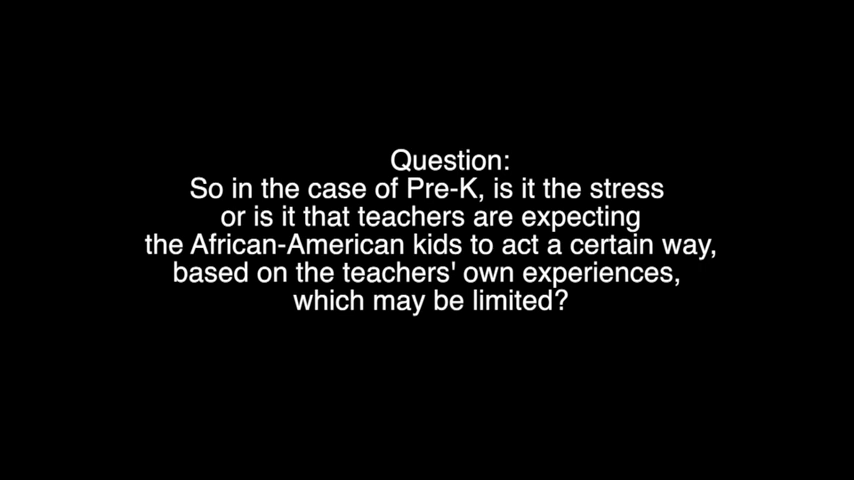 Question:
So in the case of Pre-K, is it the stress
or is it that teachers are expecting
the African-American kids to act a certain way,
based on the teachers' own experiences,
which may be limited?